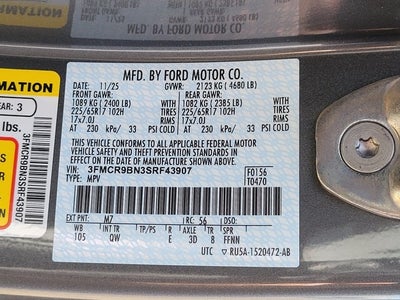 MFD. BY FORD MOTOR CO.
DATE: 11/25 GVWR: 2123 KG ( 4680 LB)
FRONT GAWR: REAR GAWR:
1089 KG ( 2400 LB) 1082 KG ( 2385 LB)
225/65R17 102H TIRES 225/65R17 102H TIRES
17x7.0J RIMS 17x7.0J RIMS
AT 230 kPa/ 33 PSI COLD AT 230 kPa/ 33 PSI COLD
THIS VEHICLE CONFORMS TO ALL APPLICABLE FEDERAL MOTOR
VEHICLE SAFETY AND THEFT PREVENTION STANDARDS IN EFFECT ON
THE DATE OF MANUFACTURE SHOWN ABOVE.
VIN: 3FMCR9BN3SRF43907 F0156
TYPE: MPV T0470
EXT PNT: M7 RC: 56 DSO:
WB INT TR TP/PS R AXLE TR SPR
105 QW E 3D 8 FFNN
UTC RU5A-1520472-AB
RMATION
EAR: 3
lbs.
3FMCR9BN3SRF43907